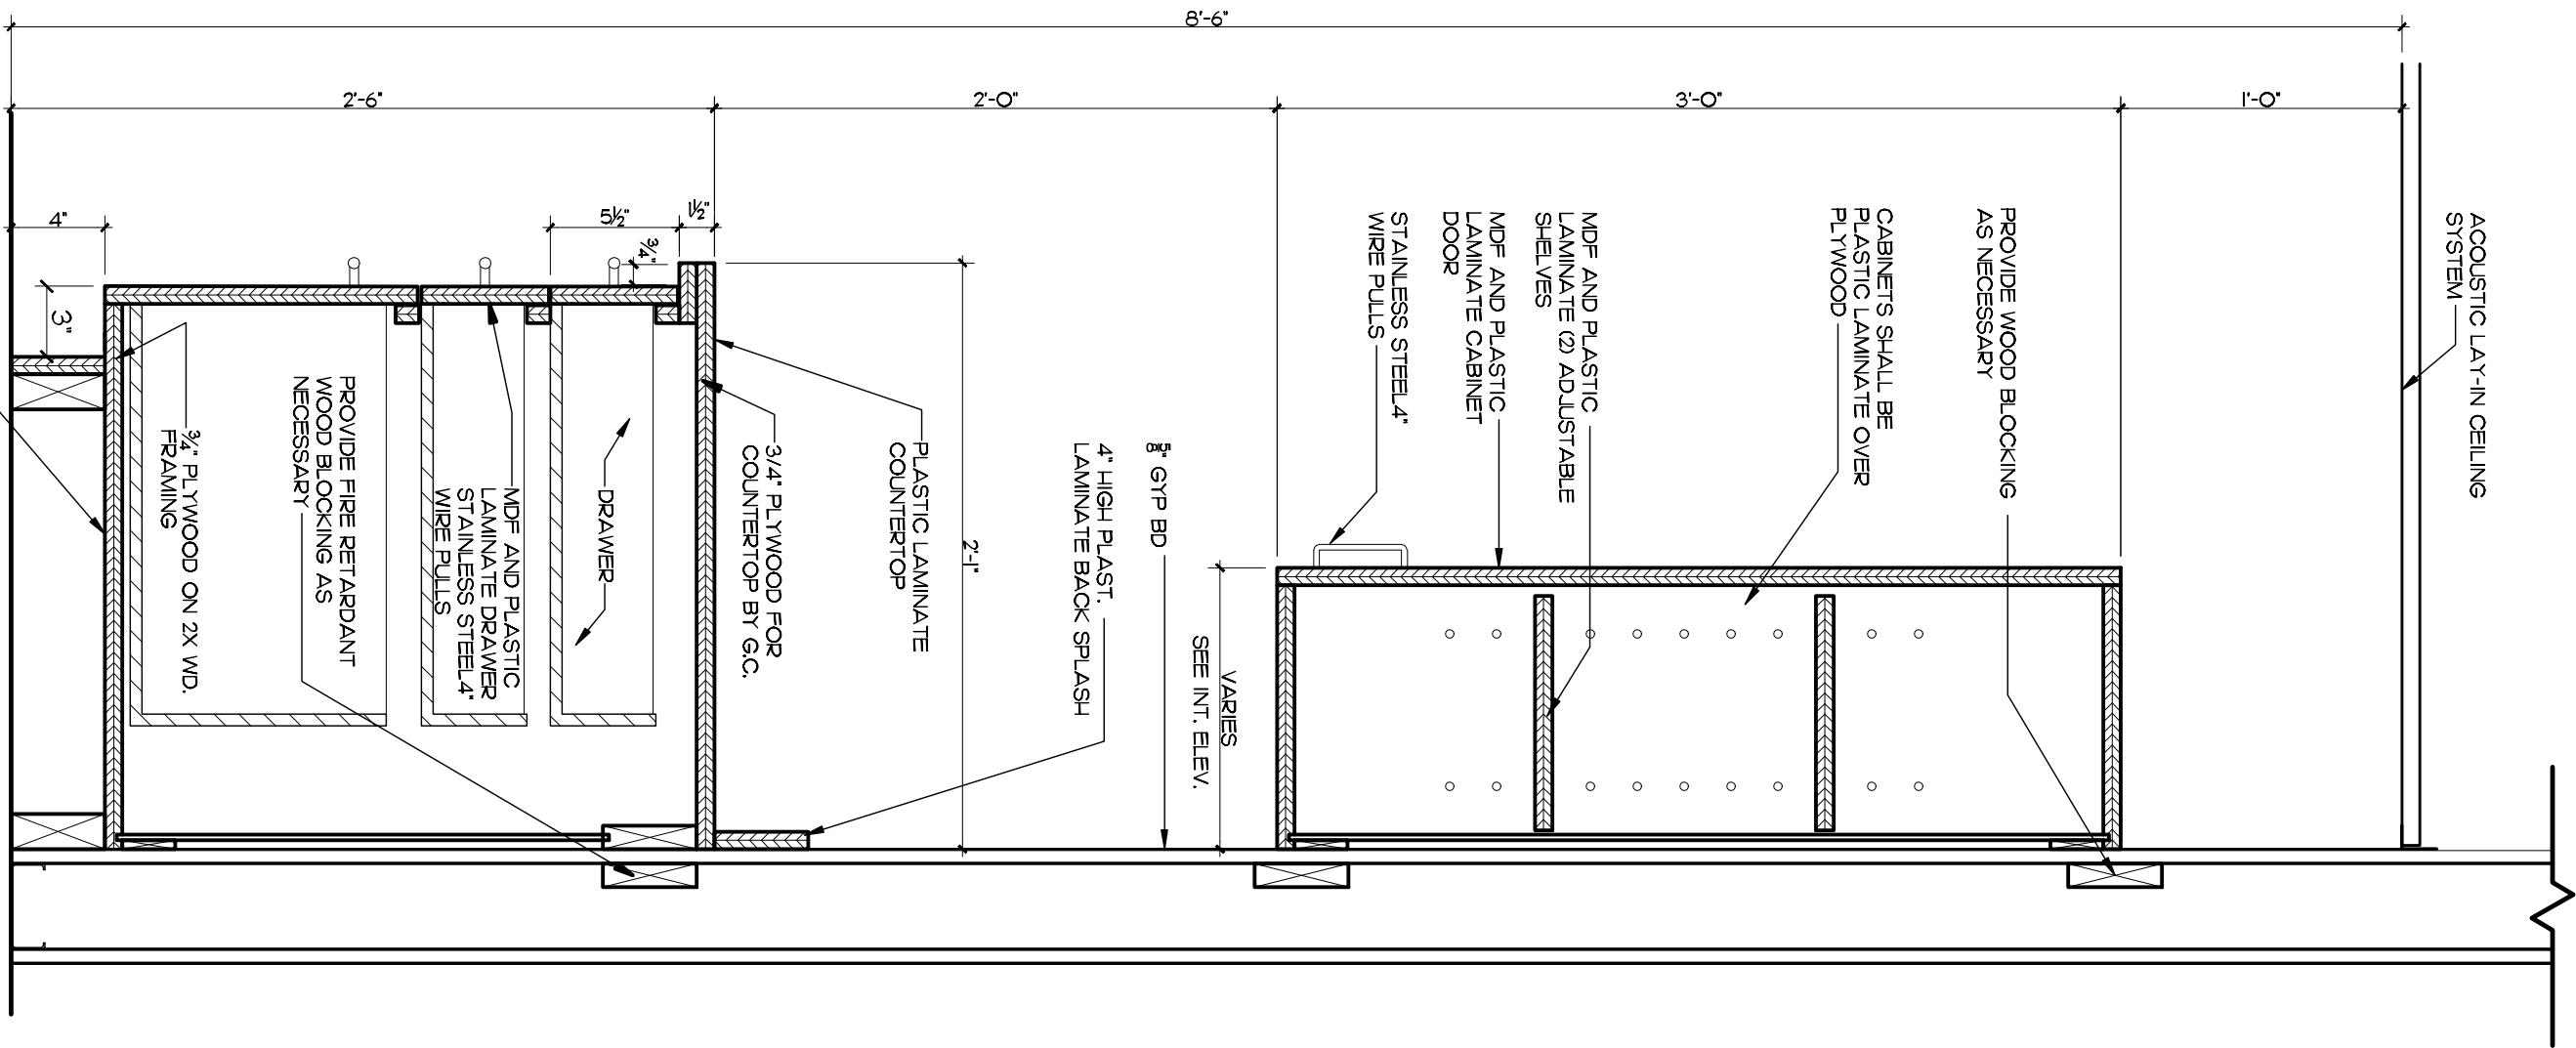 8'-6"
2'-6"
2'-0"
3'-0"
1'-0"
ACOUSTIC LAY-IN CEILING
SYSTEM
PROVIDE WOOD BLOCKING
AS NECESSARY
CABINETS SHALL BE
PLASTIC LAMINATE OVER
PLYWOOD
MDF AND PLASTIC
LAMINATE (2) ADJUSTABLE
SHELVES
MDF AND PLASTIC
LAMINATE CABINET
DOOR
STAINLESS STEEL4"
WIRE PULLS
VARIES
SEE INT. ELEV.
5/8" GYP BD
4" HIGH PLAST.
LAMINATE BACK SPLASH
2'-1"
PLASTIC LAMINATE
COUNTERTOP
3/4" PLYWOOD FOR
COUNTERTOP BY G.C.
1½"
5½"
¾"
DRAWER
MDF AND PLASTIC
LAMINATE DRAWER
STAINLESS STEEL4"
WIRE PULLS
PROVIDE FIRE RETARDANT
WOOD BLOCKING AS
NECESSARY
¾" PLYWOOD ON 2X WD.
FRAMING
4"
3"